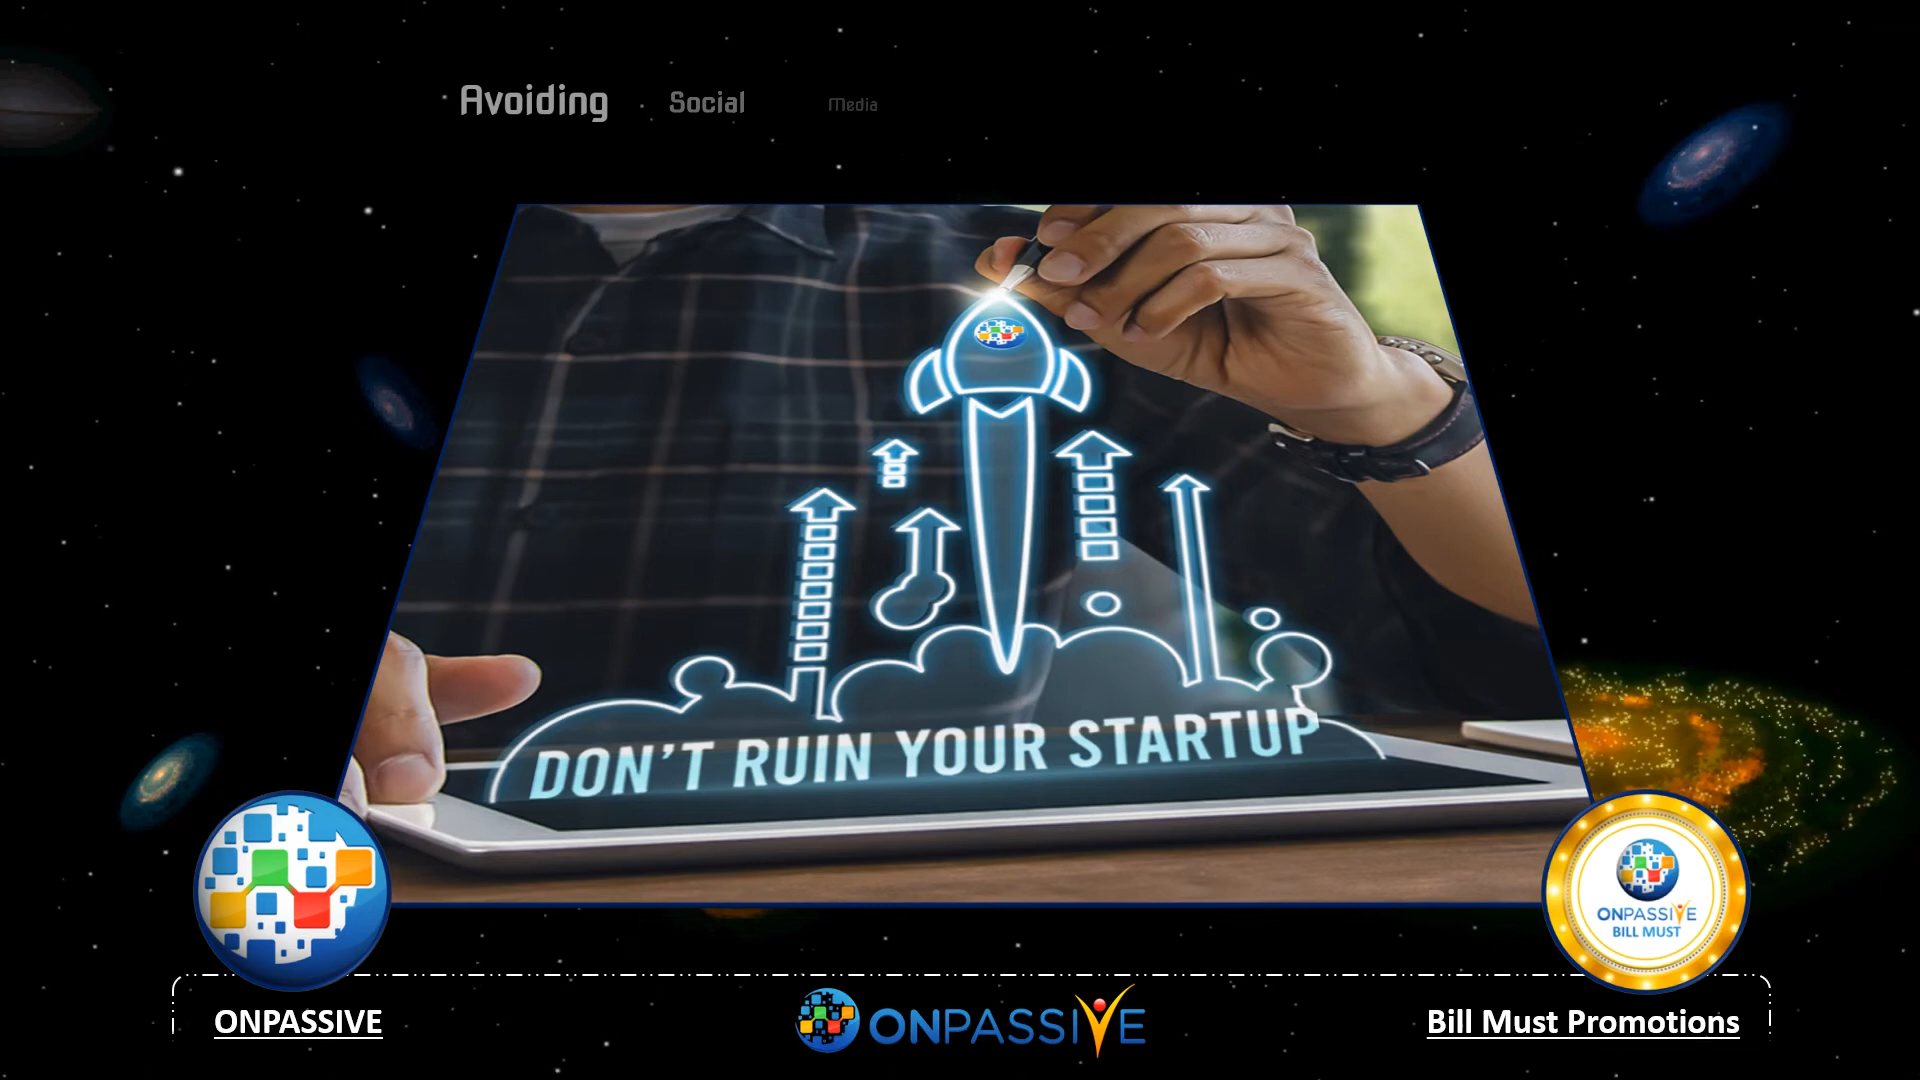 Avoiding Social Media
DON'T RUIN YOUR STARTUP
ONPASSIVE
BILL MUST
ONPASSIVE
ONPASSIVE
Bill Must Promotions